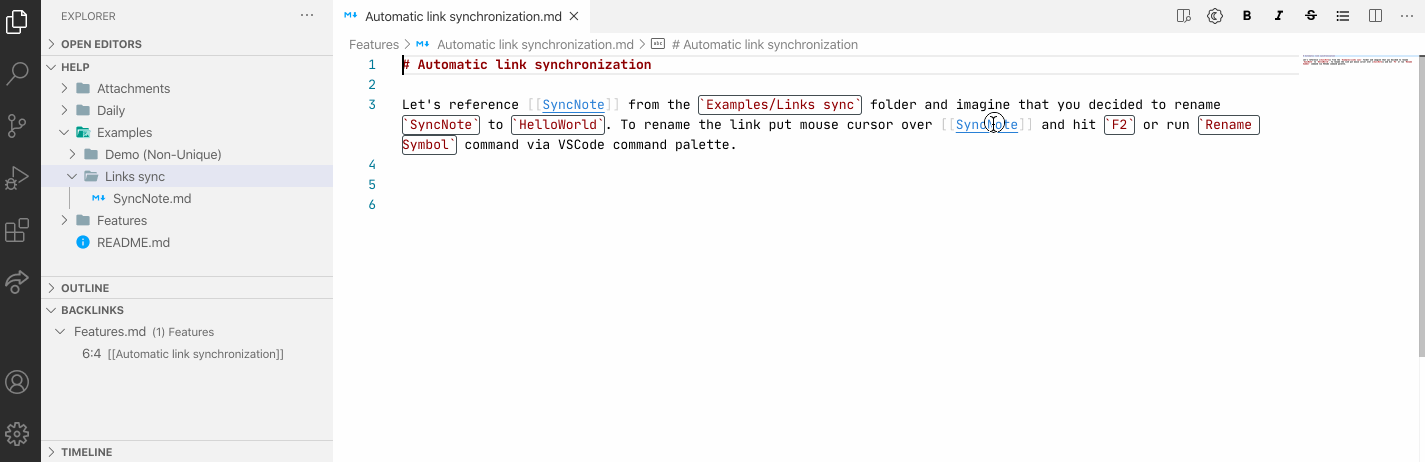 EXPLORER
OPEN EDITORS
HELP
Attachments
Daily
Examples
Demo (Non-Unique)
Links sync
SyncNote.md
Features
README.md
OUTLINE
BACKLINKS
Features.md (1) Features
6:4 [[Automatic link synchronization]]
TIMELINE
Automatic link synchronization.md
B I S
Features > Automatic link synchronization.md > abc # Automatic link synchronization
1 # Automatic link synchronization
2
3 Let's reference [[SyncNote]] from the `Examples/Links sync` folder and imagine that you decided to rename
`SyncNote` to `HelloWorld`. To rename the link put mouse cursor over [[SyncNote]] and hit `F2` or run `Rename
Symbol` command via VSCode command palette.
4
5
6